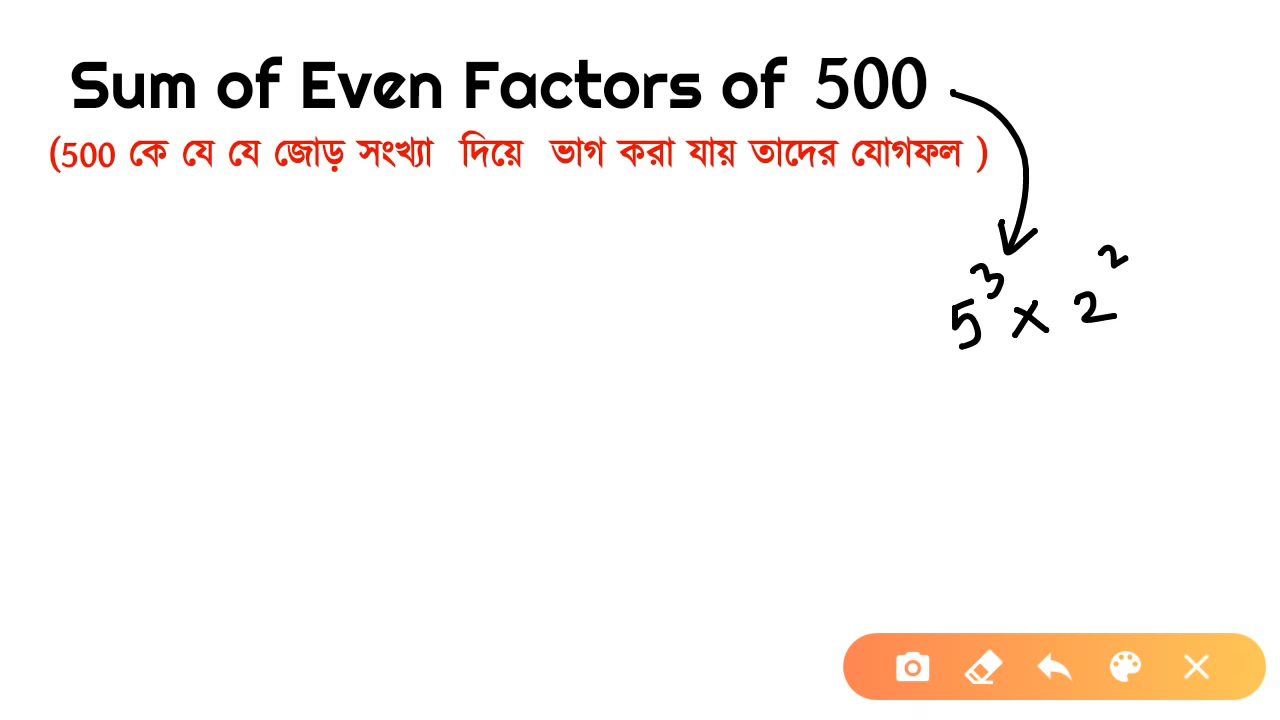 Sum of Even Factors of 500
(500 কে যে যে জোড় সংখ্যা দিয়ে ভাগ করা যায় তাদের যোগফল )
5³ × 2²